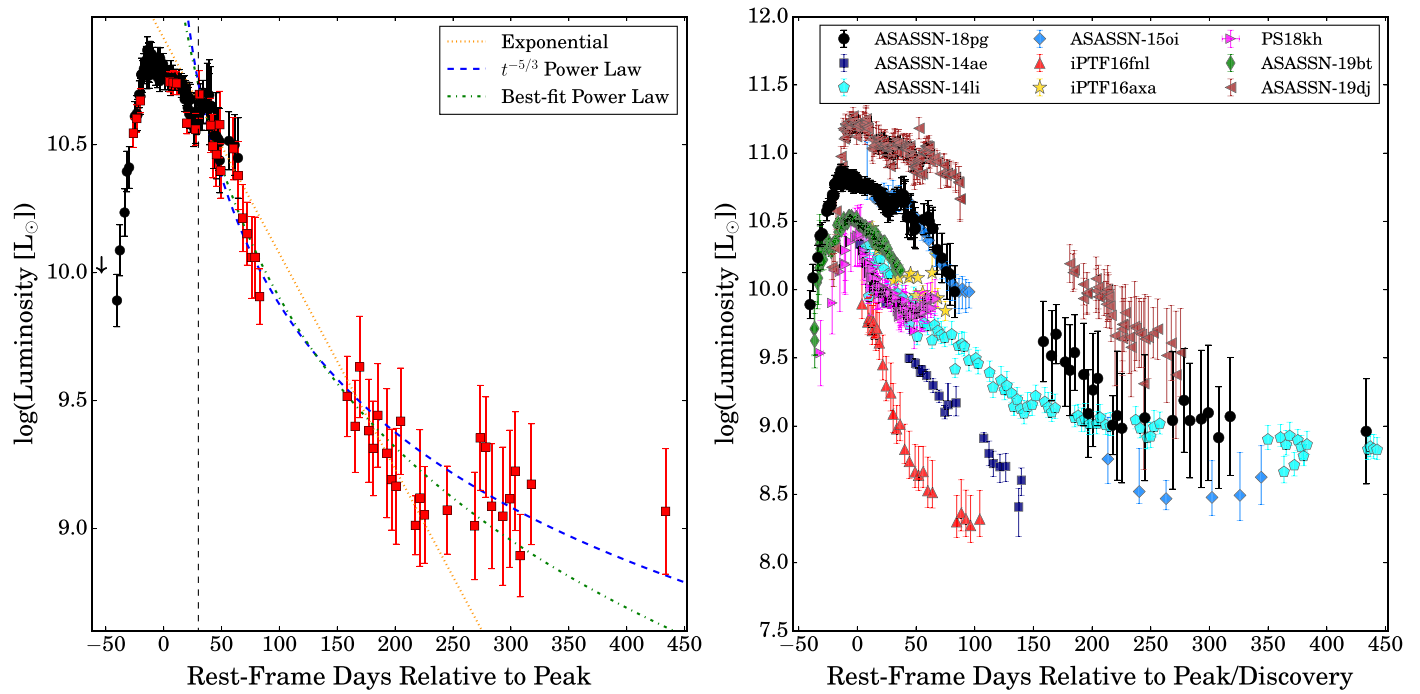 Exponential
t^{-5/3} Power Law
Best-fit Power Law
10.5
10.0
9.5
9.0
log(Luminosity [L⊙])
−50 0 50 100 150 200 250 300 350 400 450
Rest-Frame Days Relative to Peak
ASASSN-18pg ASASSN-15oi PS18kh
ASASSN-14ae iPTF16fnl ASASSN-19bt
ASASSN-14li iPTF16axa ASASSN-19dj
12.0
11.5
11.0
10.5
10.0
9.5
9.0
8.5
8.0
7.5
log(Luminosity [L⊙])
−50 0 50 100 150 200 250 300 350 400 450
Rest-Frame Days Relative to Peak/Discovery